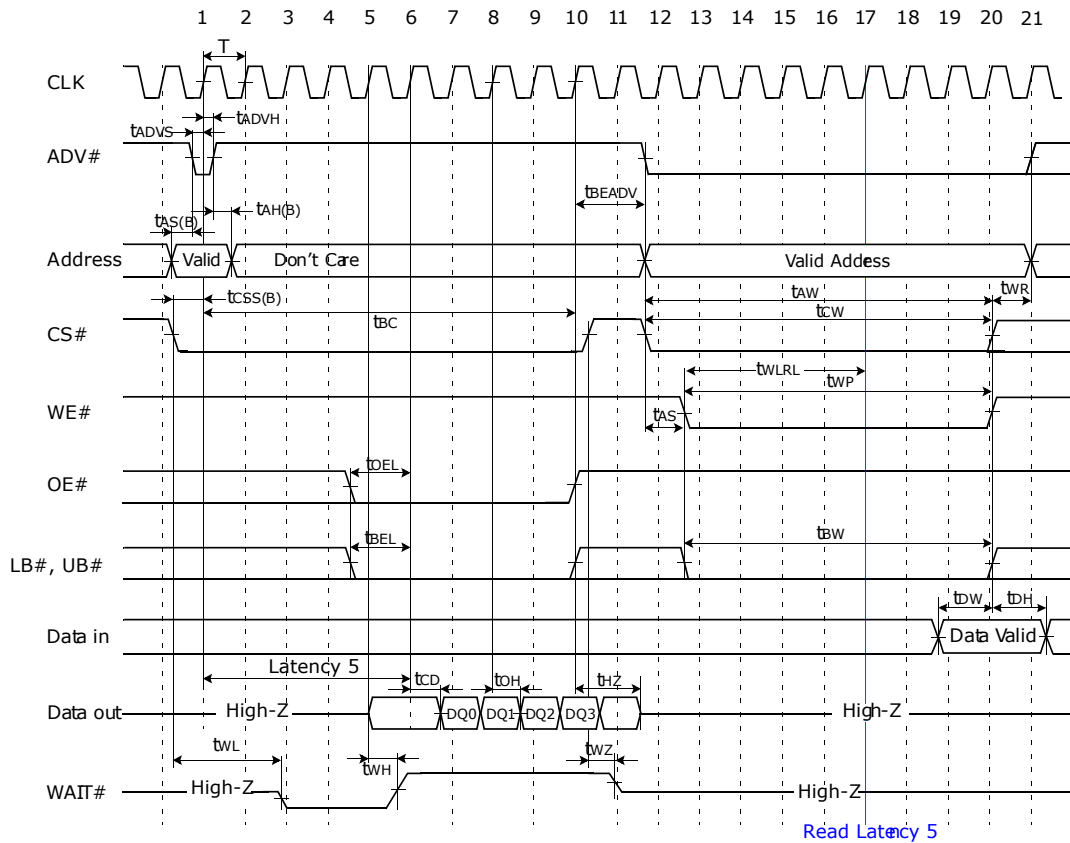 1 2 3 4 5 6 7 8 9 10 11 12 13 14 15 16 17 18 19 20 21
T
CLK
tADVH
tADVS
ADV#
tBEADV
tAH(B)
tAS(B)
Address
Valid
Don't Care
Valid Address
tCSS(B)
tAW
tWR
tBC
tCW
CS#
tWLRL
tWP
WE#
tAS
tOEL
OE#
tBEL
tBW
LB#, UB#
tDW
tDH
Data in
Data Valid
Latency 5
tCD
tOH
tHZ
Data out
High-Z
DQ0
DQ1
DQ2
DQ3
High-Z
tWL
tWH
tWZ
WAIT#
High-Z
High-Z
Read Latency 5